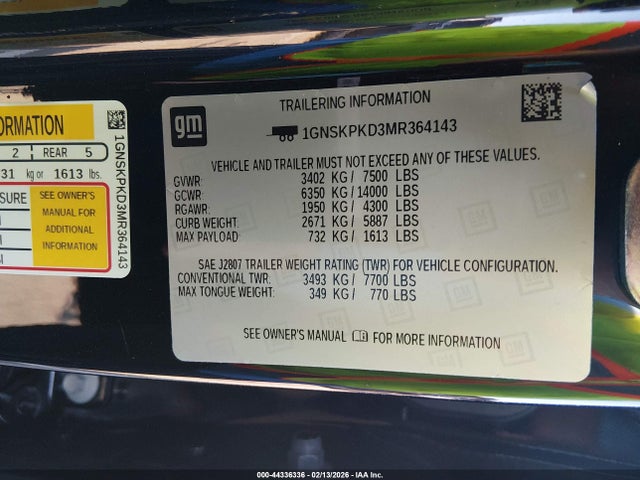 ORMATION
2 REAR 5
31 kg or 1613 lbs.
SURE
SEE OWNER'S
MANUAL FOR
ADDITIONAL
INFORMATION
1GNSKPKD3MR364143
gm
TRAILERING INFORMATION
1GNSKPKD3MR364143
VEHICLE AND TRAILER MUST NOT EXCEED ANY OF THESE VALUES.
GVWR: 3402 KG / 7500 LBS
GCWR: 6350 KG / 14000 LBS
RGAWR: 1950 KG / 4300 LBS
CURB WEIGHT: 2671 KG / 5887 LBS
MAX PAYLOAD: 732 KG / 1613 LBS
SAE J2807 TRAILER WEIGHT RATING (TWR) FOR VEHICLE CONFIGURATION.
CONVENTIONAL TWR: 3493 KG / 7700 LBS
MAX TONGUE WEIGHT: 349 KG / 770 LBS
SEE OWNER'S MANUAL FOR MORE INFORMATION
000-44336336 - 02/13/2026 - IAA Inc.